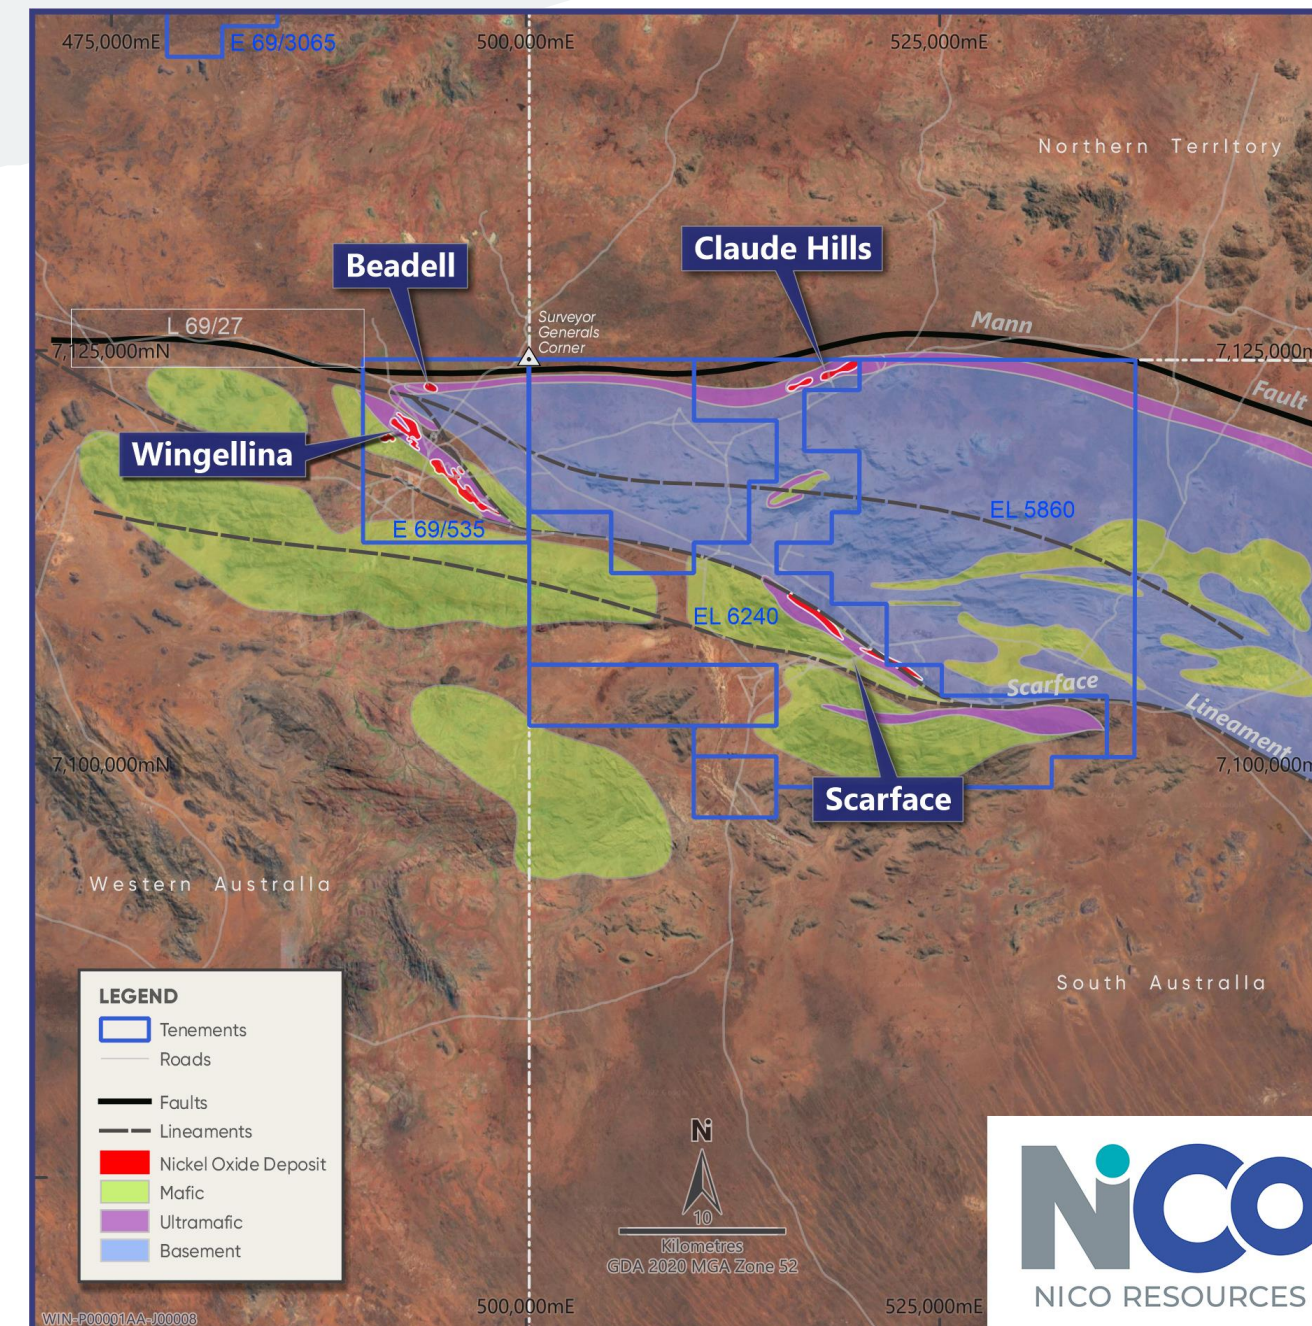 475,000mE
E 69/3065
500,000mE
525,000mE
Northern Territory
Beadell
Claude Hills
Surveyor
Generals
Corner
L 69/27
Mann
7,125,000mN
7,125,000m
Fault
Wingellina
E 69/535
EL 5860
EL 6240
Scarface
Lineament
7,100,000mN
7,100,000m
Scarface
Western Australia
South Australia
LEGEND
Tenements
Roads
Faults
Lineaments
Nickel Oxide Deposit
Mafic
Ultramafic
Basement
N
10
Kilometres
GDA 2020 MGA Zone 52
NiCO
NICO RESOURCES
500,000mE
525,000mE
WIN-P00001AA-J00008